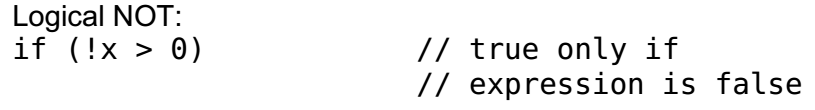 Logical NOT:
if (!x > 0) // true only if
// expression is false